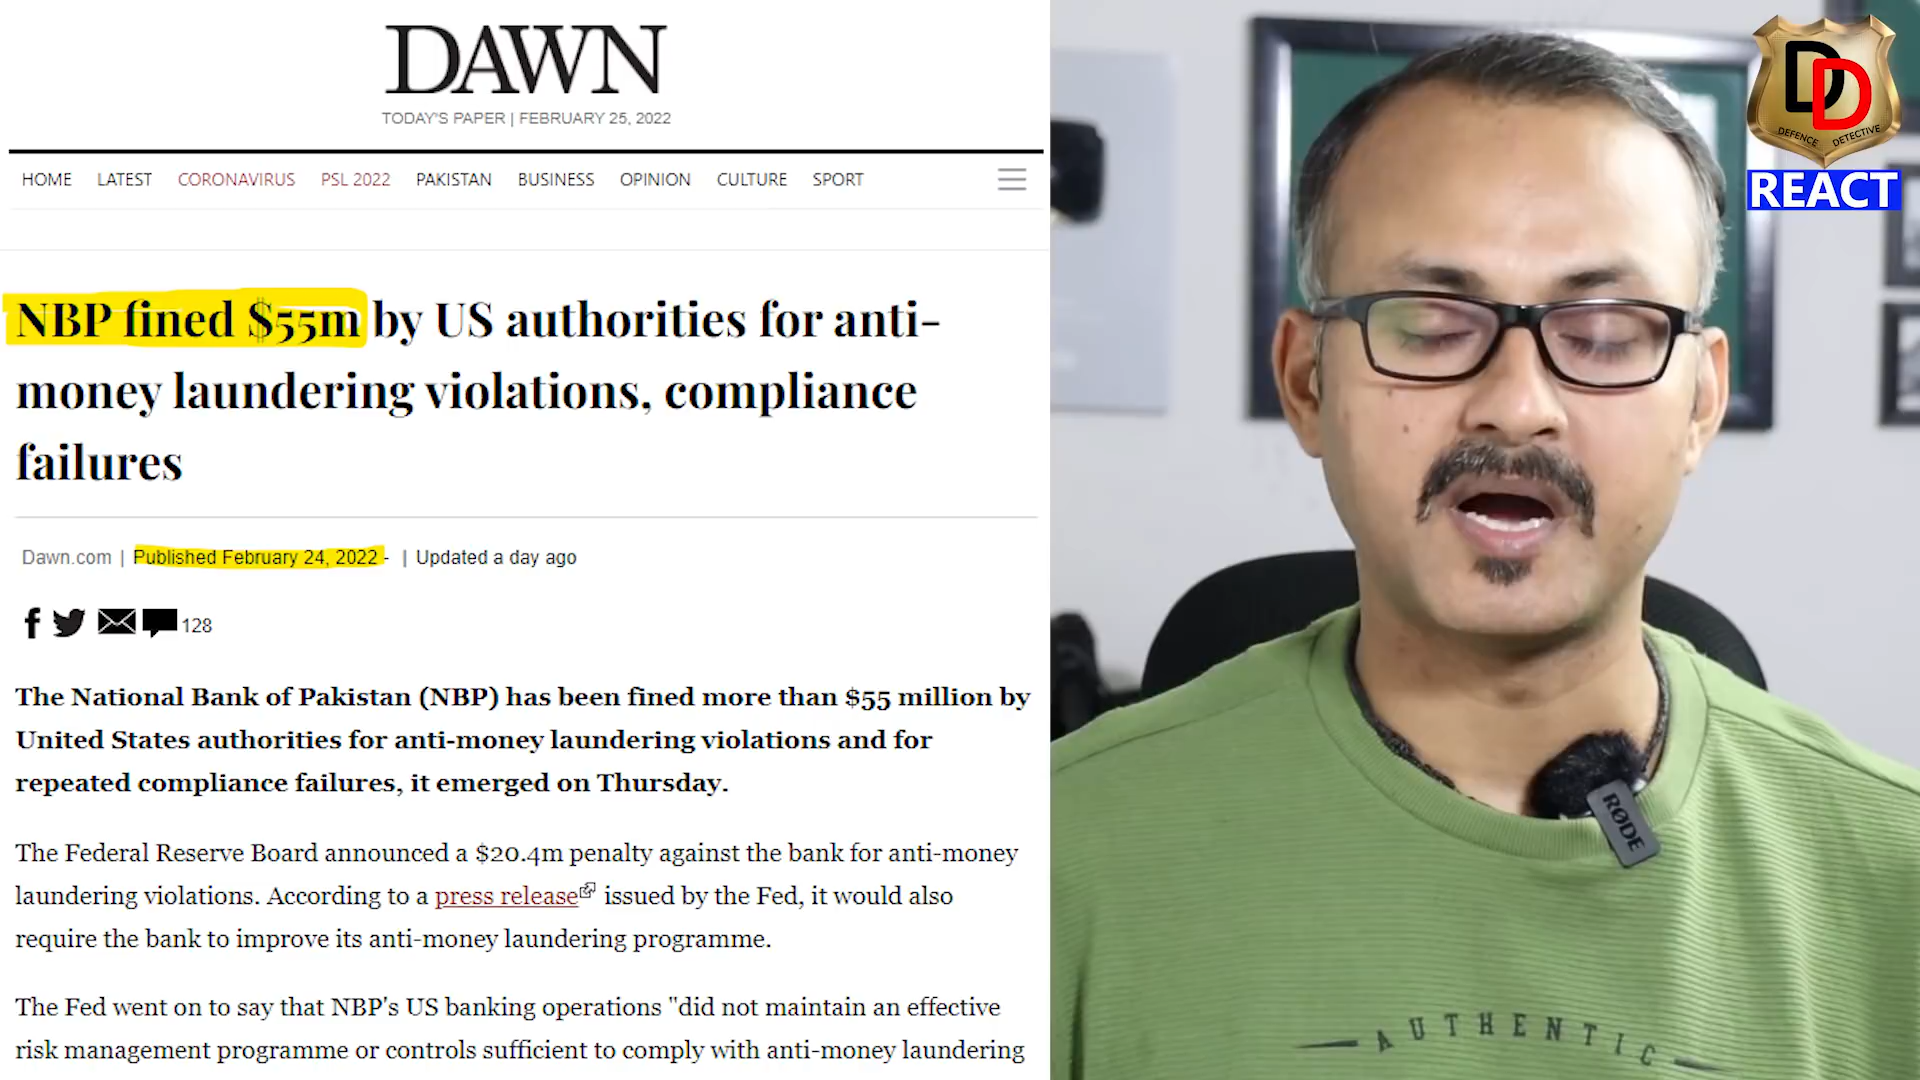 DAWN
TODAY'S PAPER | FEBRUARY 25, 2022
HOME LATEST CORONAVIRUS PSL 2022 PAKISTAN BUSINESS OPINION CULTURE SPORT
NBP fined $55m by US authorities for anti-
money laundering violations, compliance
failures
Dawn.com | Published February 24, 2022 - | Updated a day ago
128
The National Bank of Pakistan (NBP) has been fined more than $55 million by
United States authorities for anti-money laundering violations and for
repeated compliance failures, it emerged on Thursday.
The Federal Reserve Board announced a $20.4m penalty against the bank for anti-money
laundering violations. According to a press release issued by the Fed, it would also
require the bank to improve its anti-money laundering programme.
The Fed went on to say that NBP's US banking operations "did not maintain an effective
risk management programme or controls sufficient to comply with anti-money laundering
DD
DEFENCE DETECTIVE
REACT
RØDE
AUTHENTIC